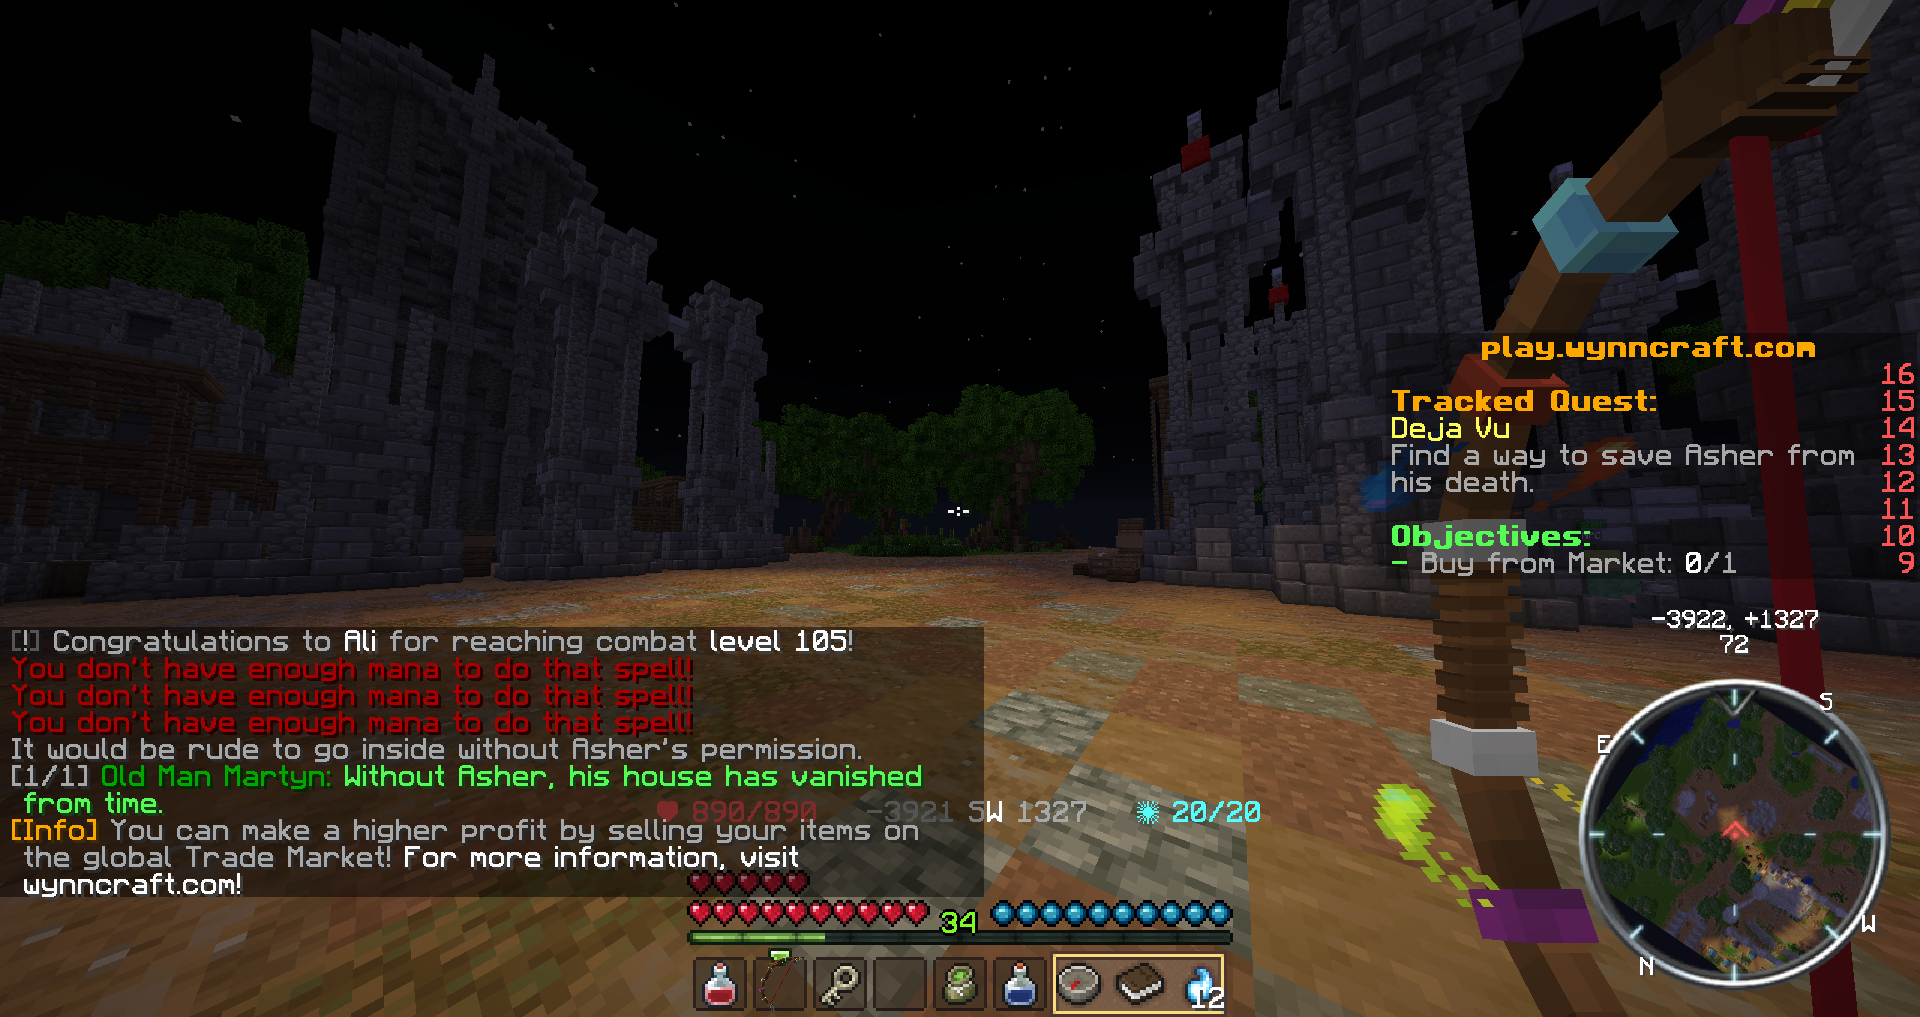 play.wynncraft.com
16
Tracked Quest: 15
Deja Vu 14
Find a way to save Asher from 13
his death. 12
11
Objectives: 10
- Buy from Market: 0/1 9
-3922, +1327
72
S
E
W
N
[!] Congratulations to Ali for reaching combat level 105!
You don't have enough mana to do that spell!
You don't have enough mana to do that spell!
You don't have enough mana to do that spell!
It would be rude to go inside without Asher's permission.
[1/1] Old Man Martyn: Without Asher, his house has vanished
from time.
[Info] You can make a higher profit by selling your items on
the global Trade Market! For more information, visit
wynncraft.com!
890/890 -3921 SW 1327 20/20
34
12